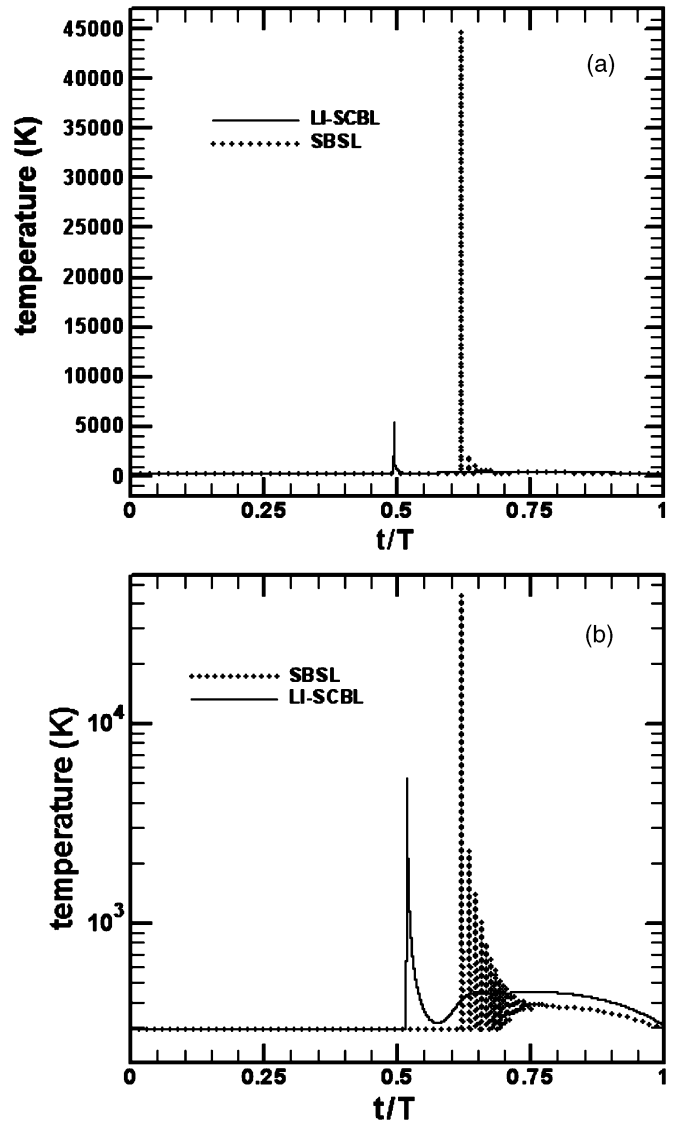 45000
(a)
40000
LI-SCBL
35000
SBSL
30000
25000
20000
15000
10000
5000
0
temperature (K)
0 0.25 0.5 0.75 1
t/T
(b)
SBSL
LI-SCBL
10⁴
10³
temperature (K)
0 0.25 0.5 0.75 1
t/T